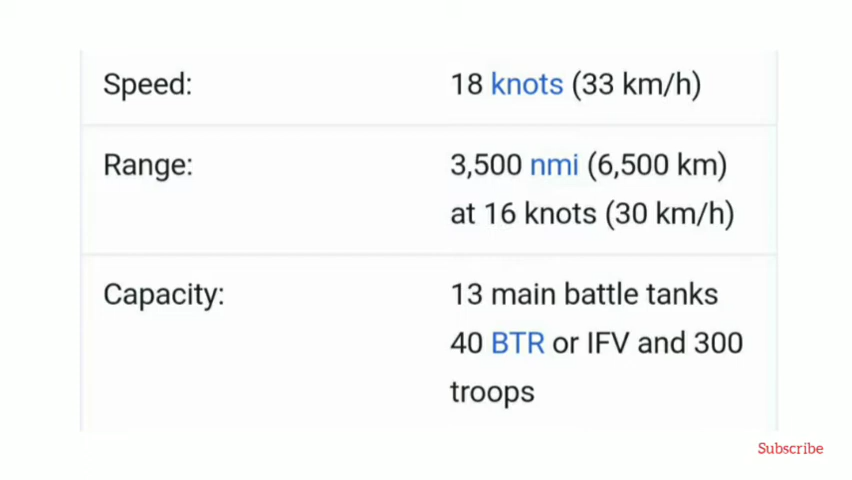 Speed: 18 knots (33 km/h)
Range: 3,500 nmi (6,500 km)
at 16 knots (30 km/h)
Capacity: 13 main battle tanks
40 BTR or IFV and 300
troops
Subscribe